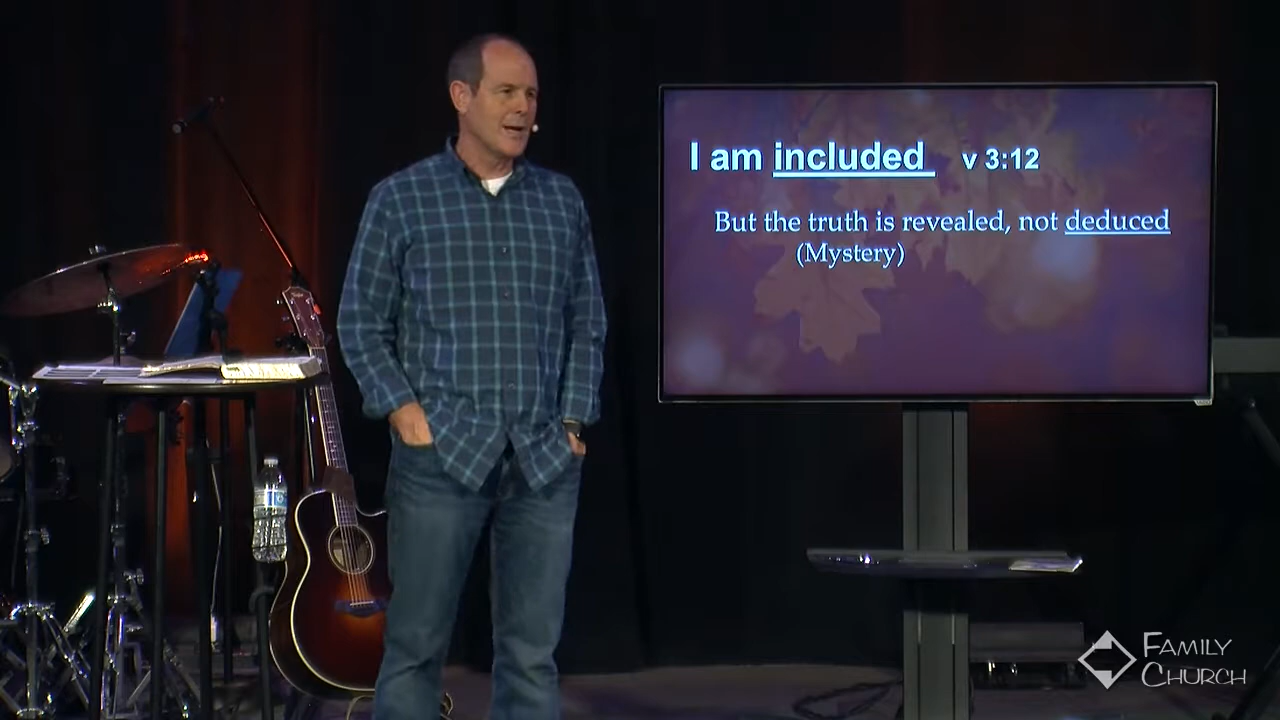 I am included v 3:12
But the truth is revealed, not deduced
(Mystery)
FAMILY
CHURCH